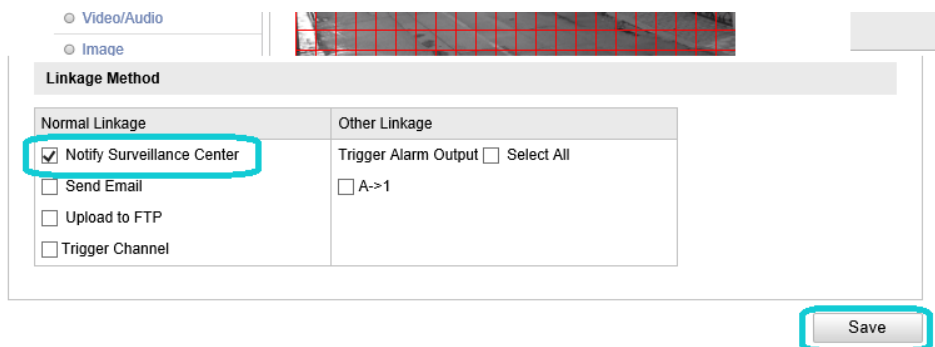 Video/Audio
Image
Linkage Method
Normal Linkage Other Linkage
Notify Surveillance Center Trigger Alarm Output Select All
Send Email A->1
Upload to FTP
Trigger Channel
Save